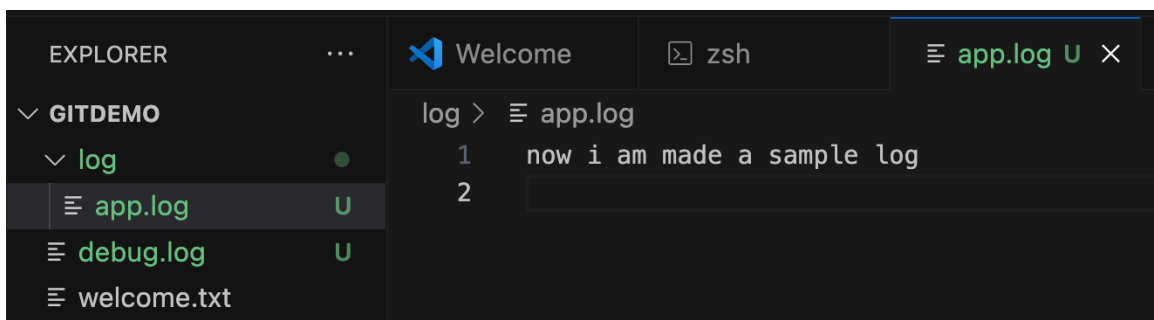 EXPLORER ...
GITDEMO
log
app.log U
debug.log U
welcome.txt
Welcome zsh app.log U
log > app.log
1 now i am made a sample log
2